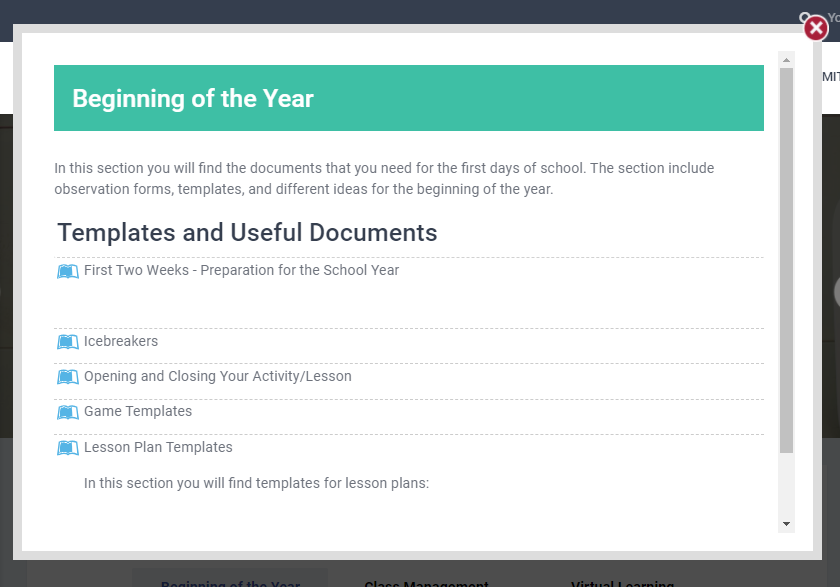 Yo
MIT
Beginning of the Year
In this section you will find the documents that you need for the first days of school. The section include
observation forms, templates, and different ideas for the beginning of the year.
Templates and Useful Documents
First Two Weeks - Preparation for the School Year
Icebreakers
Opening and Closing Your Activity/Lesson
Game Templates
Lesson Plan Templates
In this section you will find templates for lesson plans:
Beginning of the Year Class Management Virtual Learning